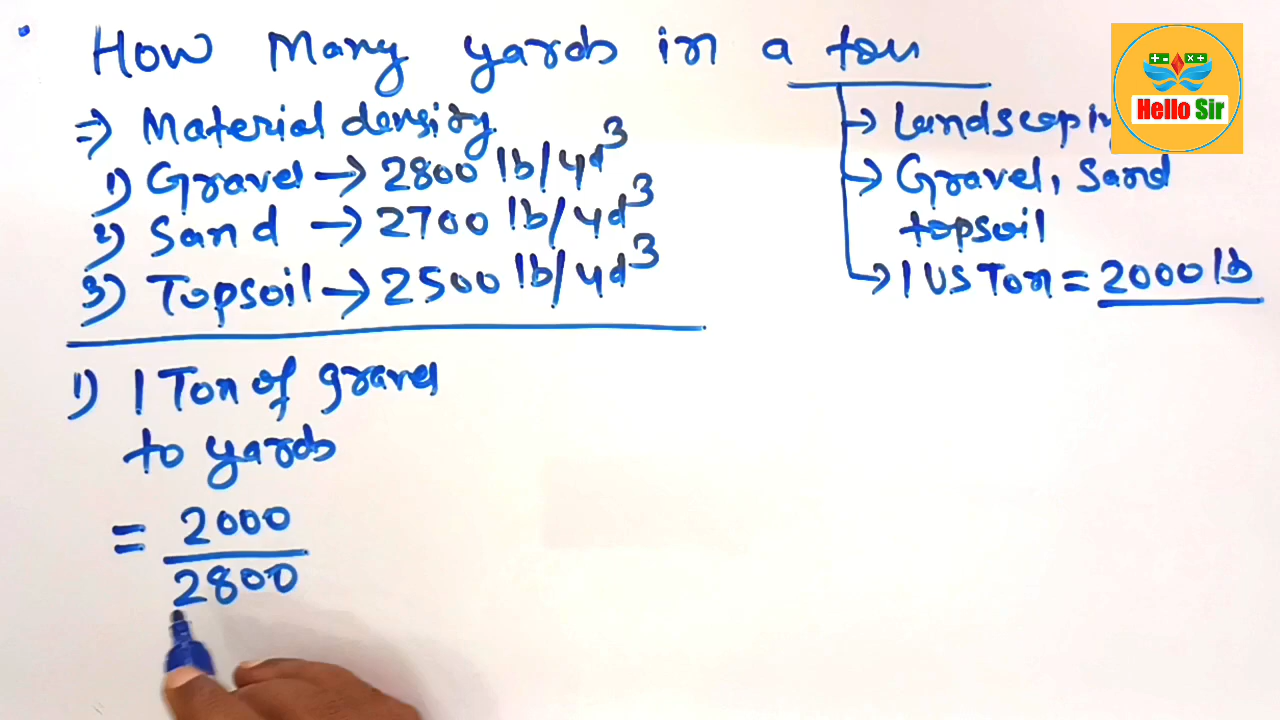 How Many yards in a ton
⇒ Material density
1) Gravel → 2800 lb/yd³
2) Sand → 2700 lb/yd³
3) Topsoil → 2500 lb/yd³
→
→ Gravel, Sand
topsoil
→ 1 US Ton = 2000 lb
Hello Sir
1) 1 Ton of gravel
to yards
= 2000
2800